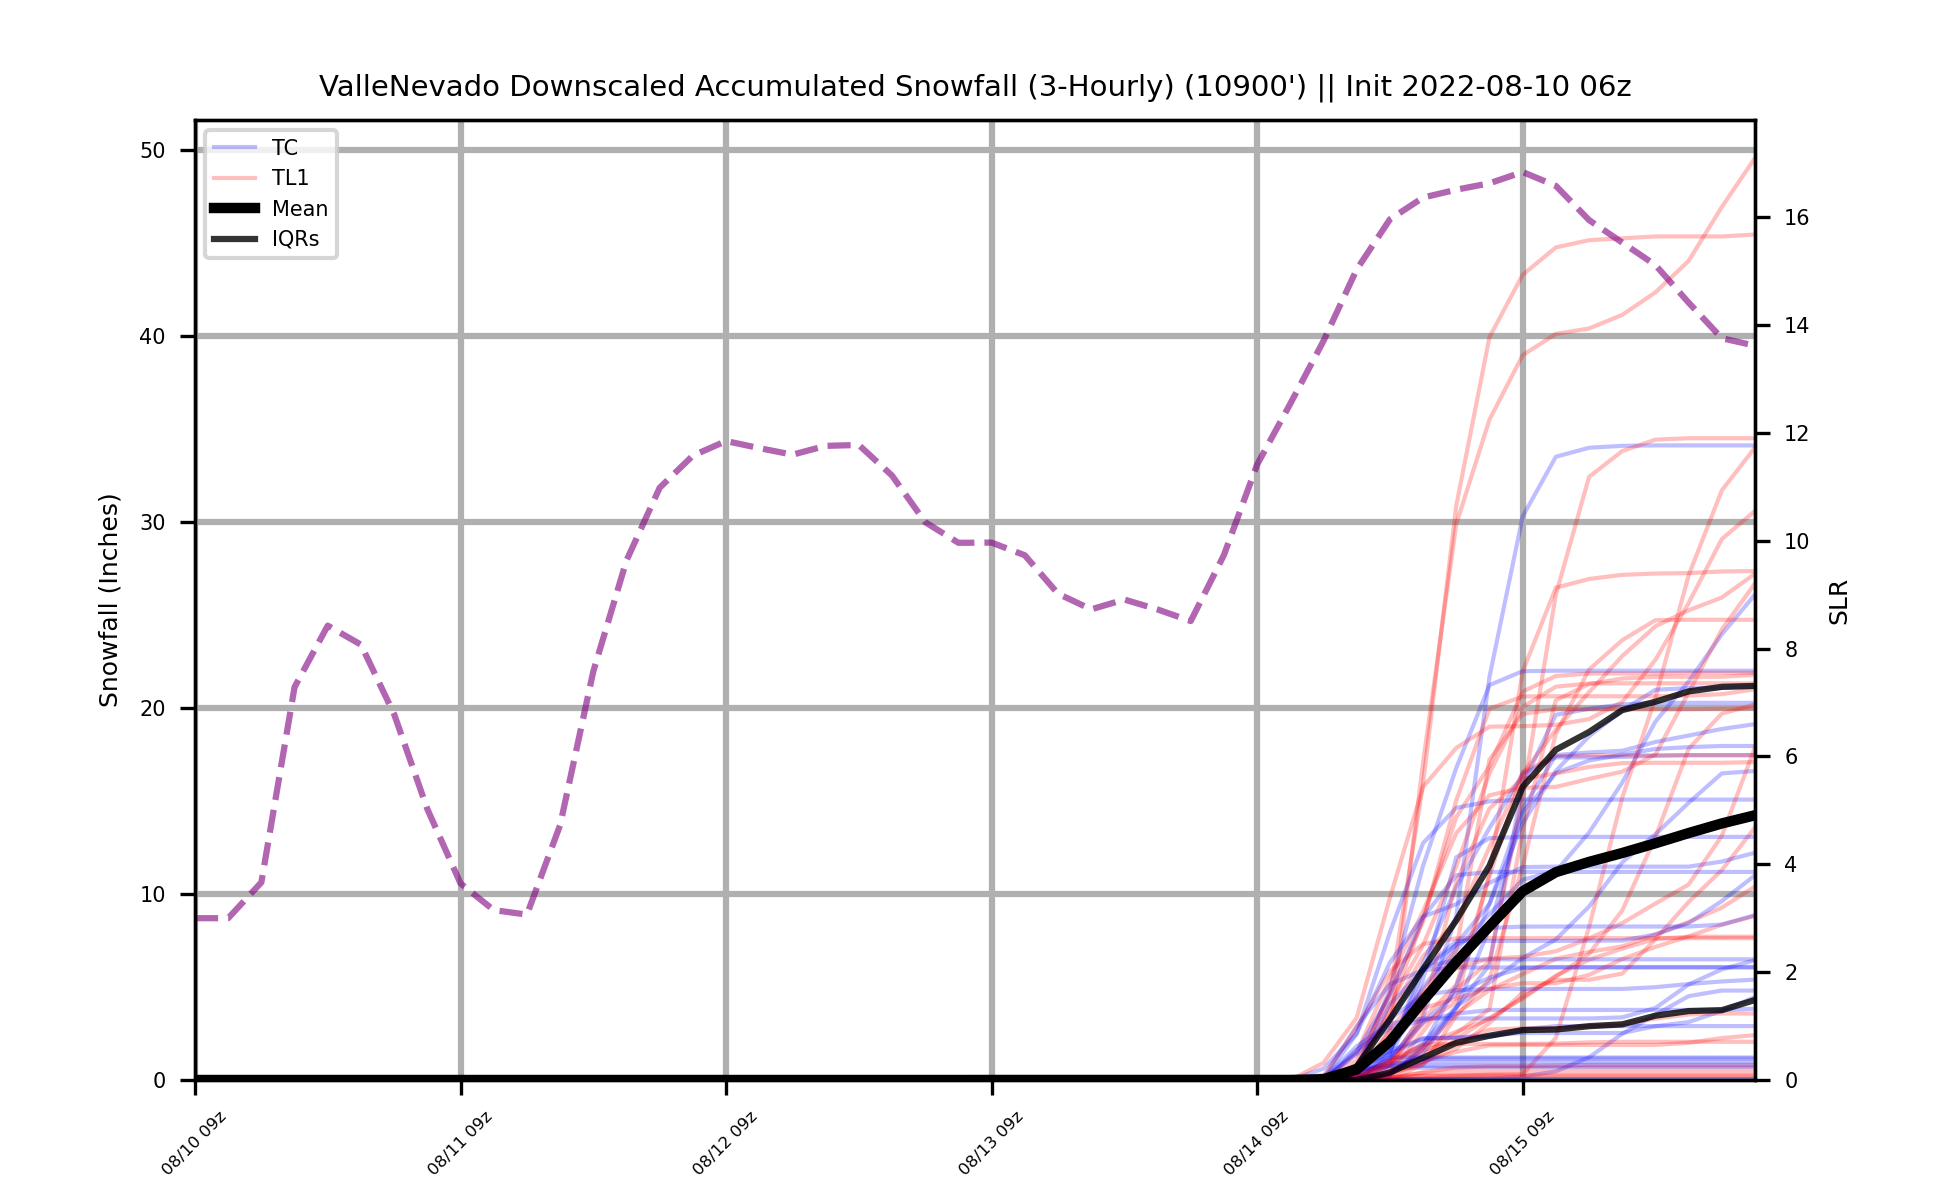 ValleNevado Downscaled Accumulated Snowfall (3-Hourly) (10900') || Init 2022-08-10 06z
TC
TL1
Mean
IQRs
Snowfall (Inches)
50
40
30
20
10
0
16
14
12
10
8
6
4
2
0
SLR
08/10 09z
08/11 09z
08/12 09z
08/13 09z
08/14 09z
08/15 09z